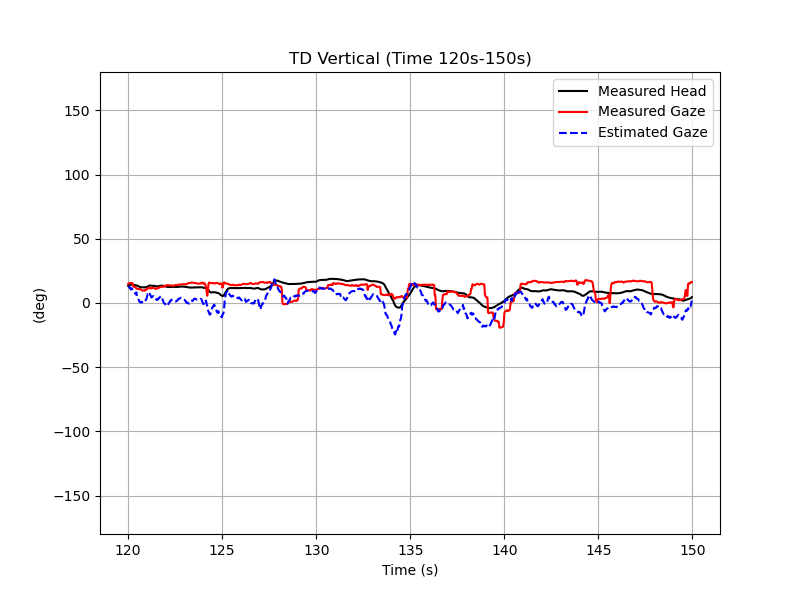 TD Vertical (Time 120s-150s)
Measured Head
Measured Gaze
Estimated Gaze
150
100
50
0
−50
−100
−150
(deg)
120
125
130
135
140
145
150
Time (s)